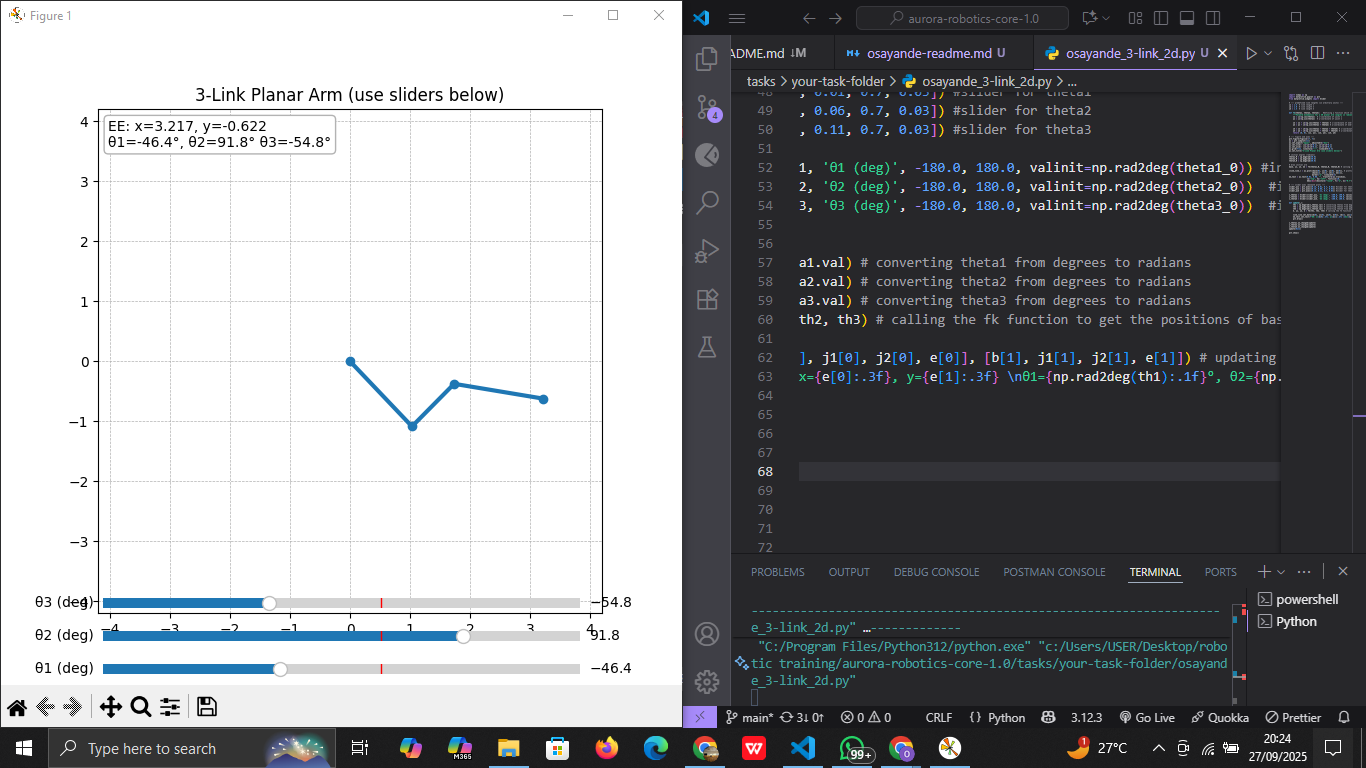 Figure 1
3-Link Planar Arm (use sliders below)
EE: x=3.217, y=-0.622
θ1=-46.4°, θ2=91.8° θ3=-54.8°
4
3
2
1
0
−1
−2
−3
−4
−4 −3 −2 −1 0 1 2 3 4
θ3 (deg) −54.8
θ2 (deg) 91.8
θ1 (deg) −46.4
aurora-robotics-core-1.0
ADME.md ↓M
osayande-readme.md U
osayande_3-link_2d.py U
tasks > your-task-folder > osayande_3-link_2d.py > ...
48 , 0.01, 0.7, 0.03]) #slider for theta1
49 , 0.06, 0.7, 0.03]) #slider for theta2
50 , 0.11, 0.7, 0.03]) #slider for theta3
51
52 1, 'θ1 (deg)', -180.0, 180.0, valinit=np.rad2deg(theta1_0)) #in
53 2, 'θ2 (deg)', -180.0, 180.0, valinit=np.rad2deg(theta2_0)) #i
54 3, 'θ3 (deg)', -180.0, 180.0, valinit=np.rad2deg(theta3_0)) #i
55
56
57 a1.val) # converting theta1 from degrees to radians
58 a2.val) # converting theta2 from degrees to radians
59 a3.val) # converting theta3 from degrees to radians
60 th2, th3) # calling the fk function to get the positions of bas
61
62 ], j1[0], j2[0], e[0]], [b[1], j1[1], j2[1], e[1]]) # updating
63 x={e[0]:.3f}, y={e[1]:.3f} \nθ1={np.rad2deg(th1):.1f}°, θ2={np.
64
65
66
67
68
69
70
71
72
PROBLEMS OUTPUT DEBUG CONSOLE POSTMAN CONSOLE TERMINAL PORTS
e_3-link_2d.py" …-------------
"C:/Program Files/Python312/python.exe" "c:/Users/USER/Desktop/robo
tic training/aurora-robotics-core-1.0/tasks/your-task-folder/osayand
e_3-link_2d.py"
powershell
Python
4
main* 3↓ 0↑ 0 0 CRLF { } Python 3.12.3 Go Live Quokka Prettier
Type here to search
M365
W
99+
O
1
27°C
20:24
27/09/2025